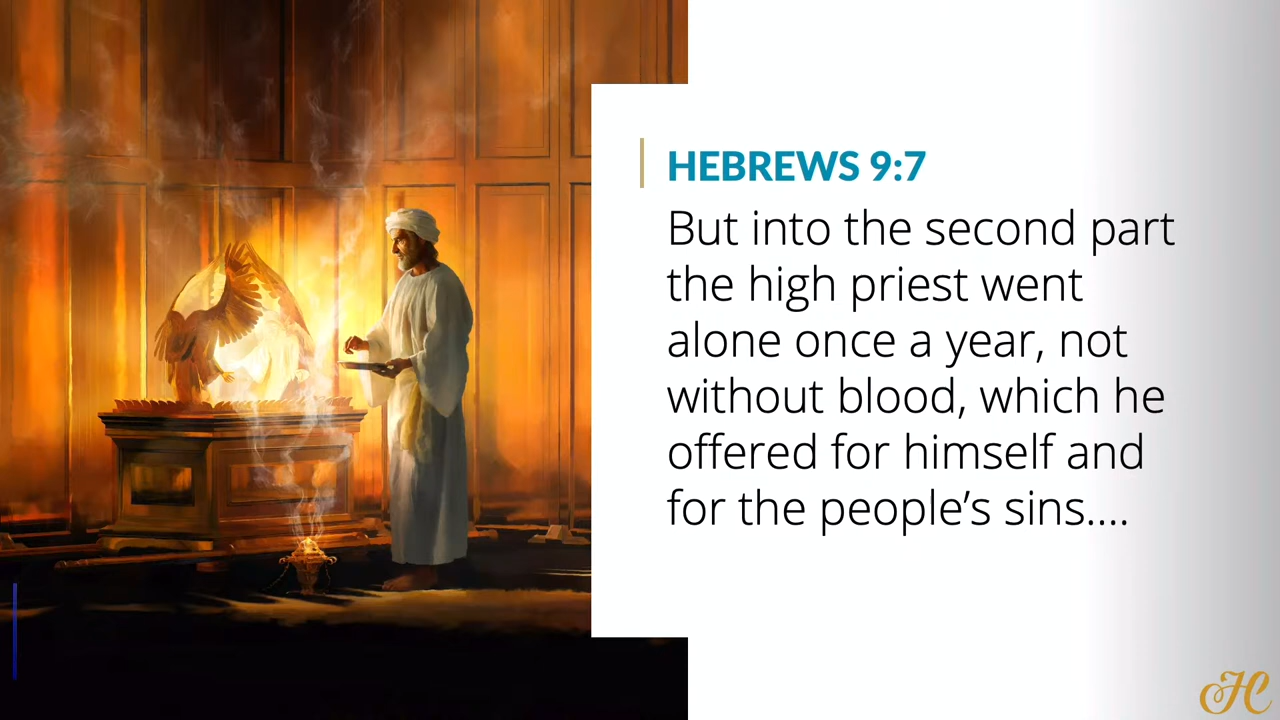 HEBREWS 9:7
But into the second part
the high priest went
alone once a year, not
without blood, which he
offered for himself and
for the people’s sins....
HC